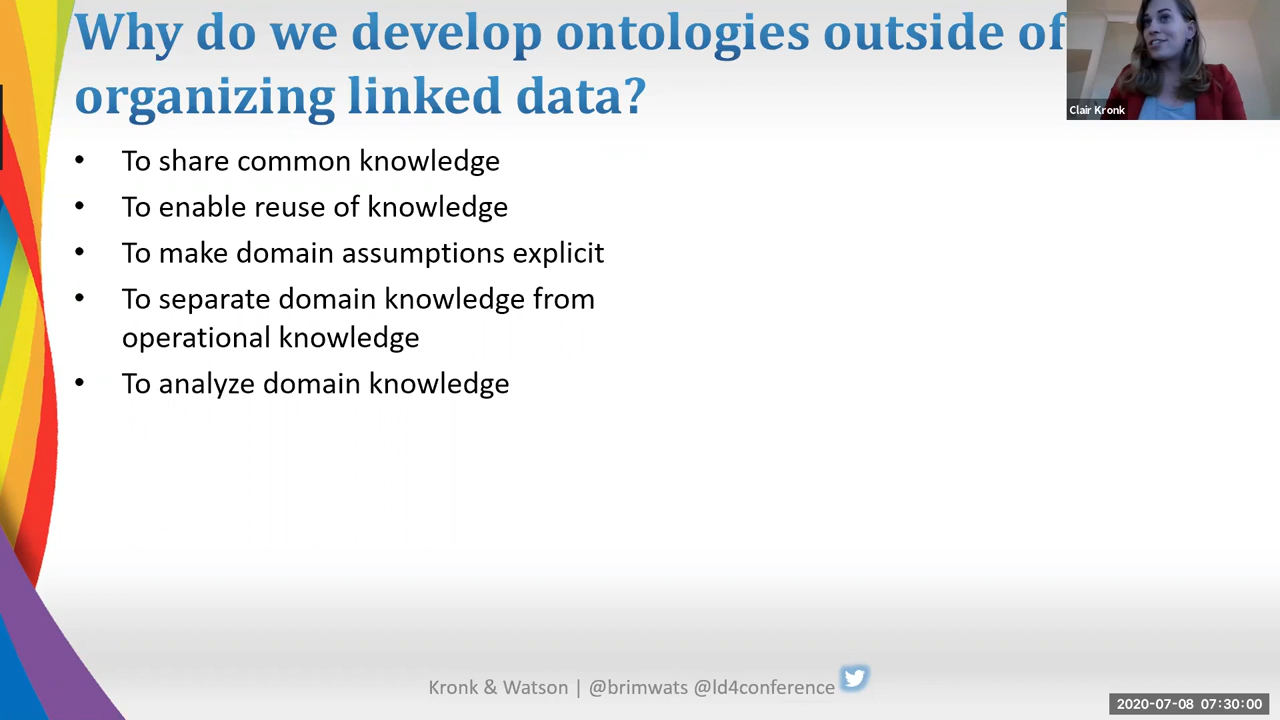 Why do we develop ontologies outside of
organizing linked data?
Clair Kronk
• To share common knowledge
• To enable reuse of knowledge
• To make domain assumptions explicit
• To separate domain knowledge from
operational knowledge
• To analyze domain knowledge
Kronk & Watson | @brimwats @ld4conference
2020-07-08 07:30:00